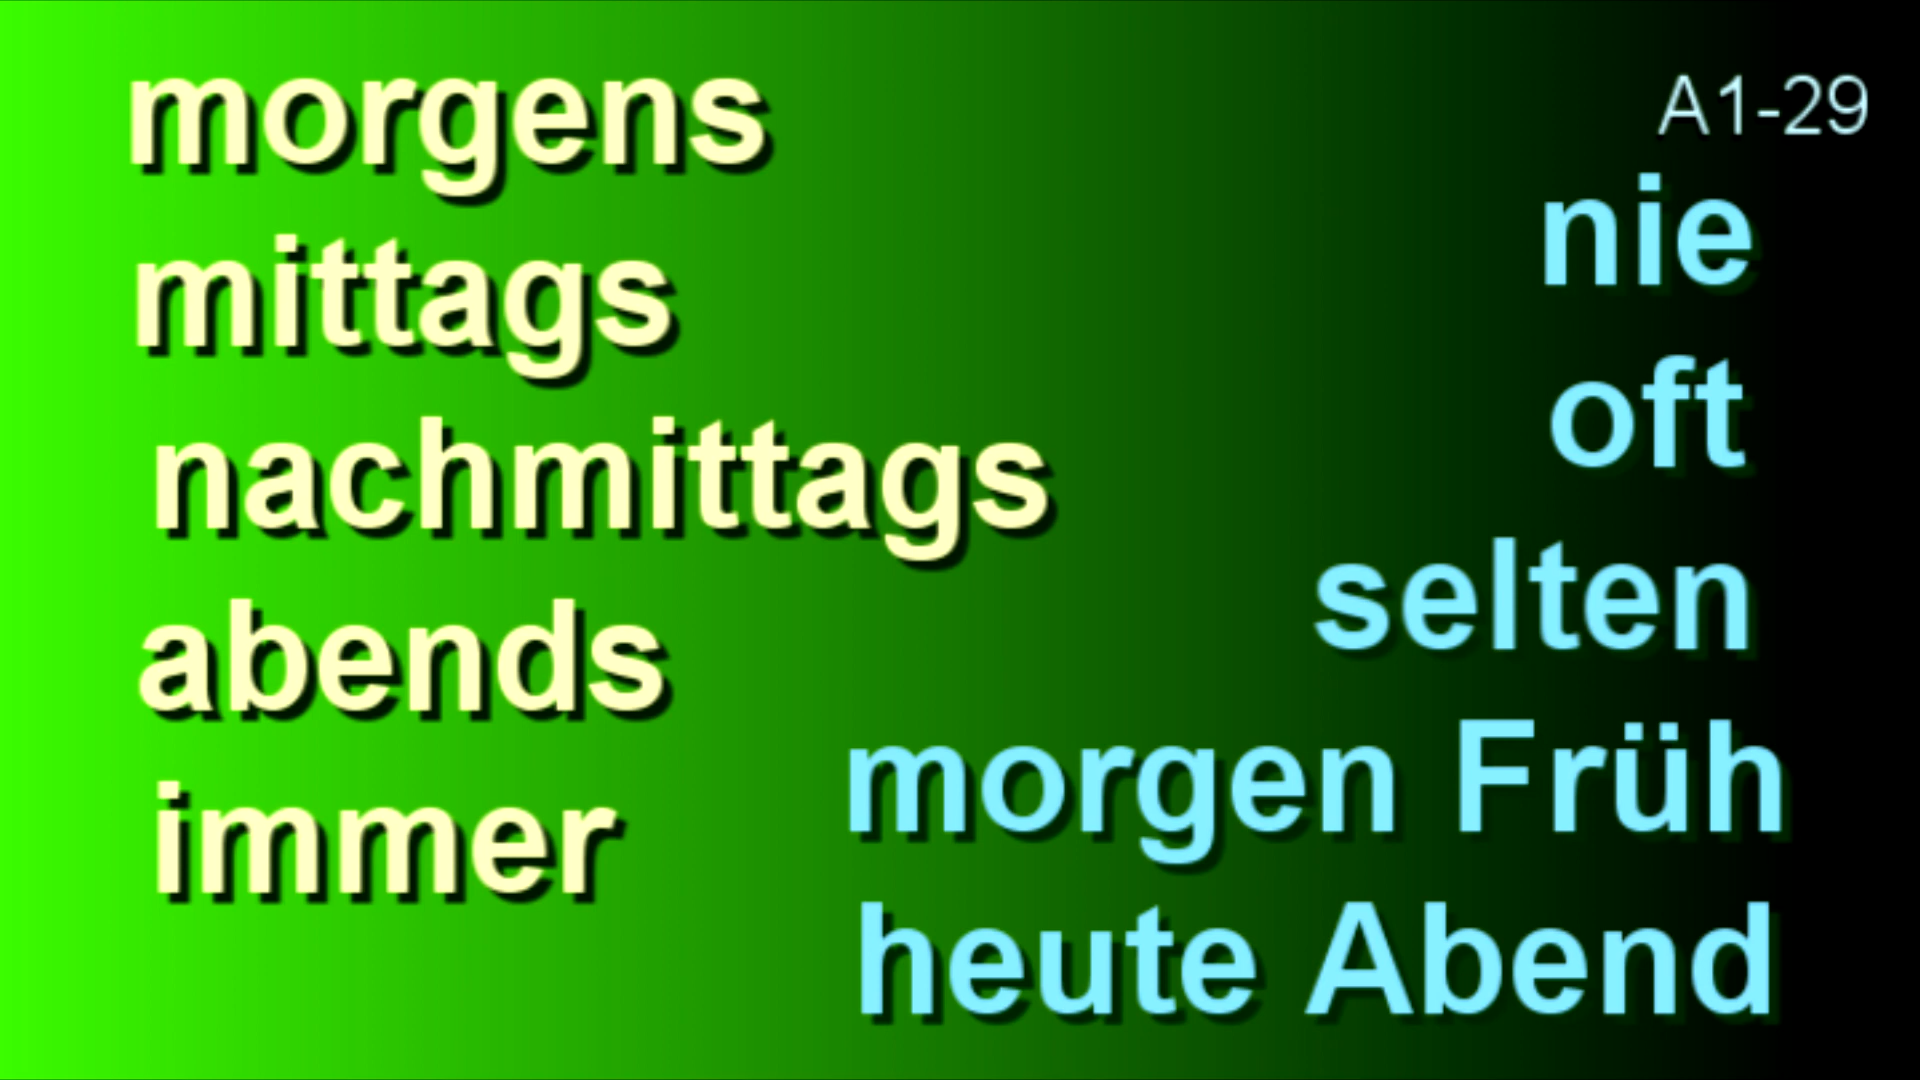 morgens
mittags
nachmittags
abends
immer
A1-29
nie
oft
selten
morgen Früh
heute Abend